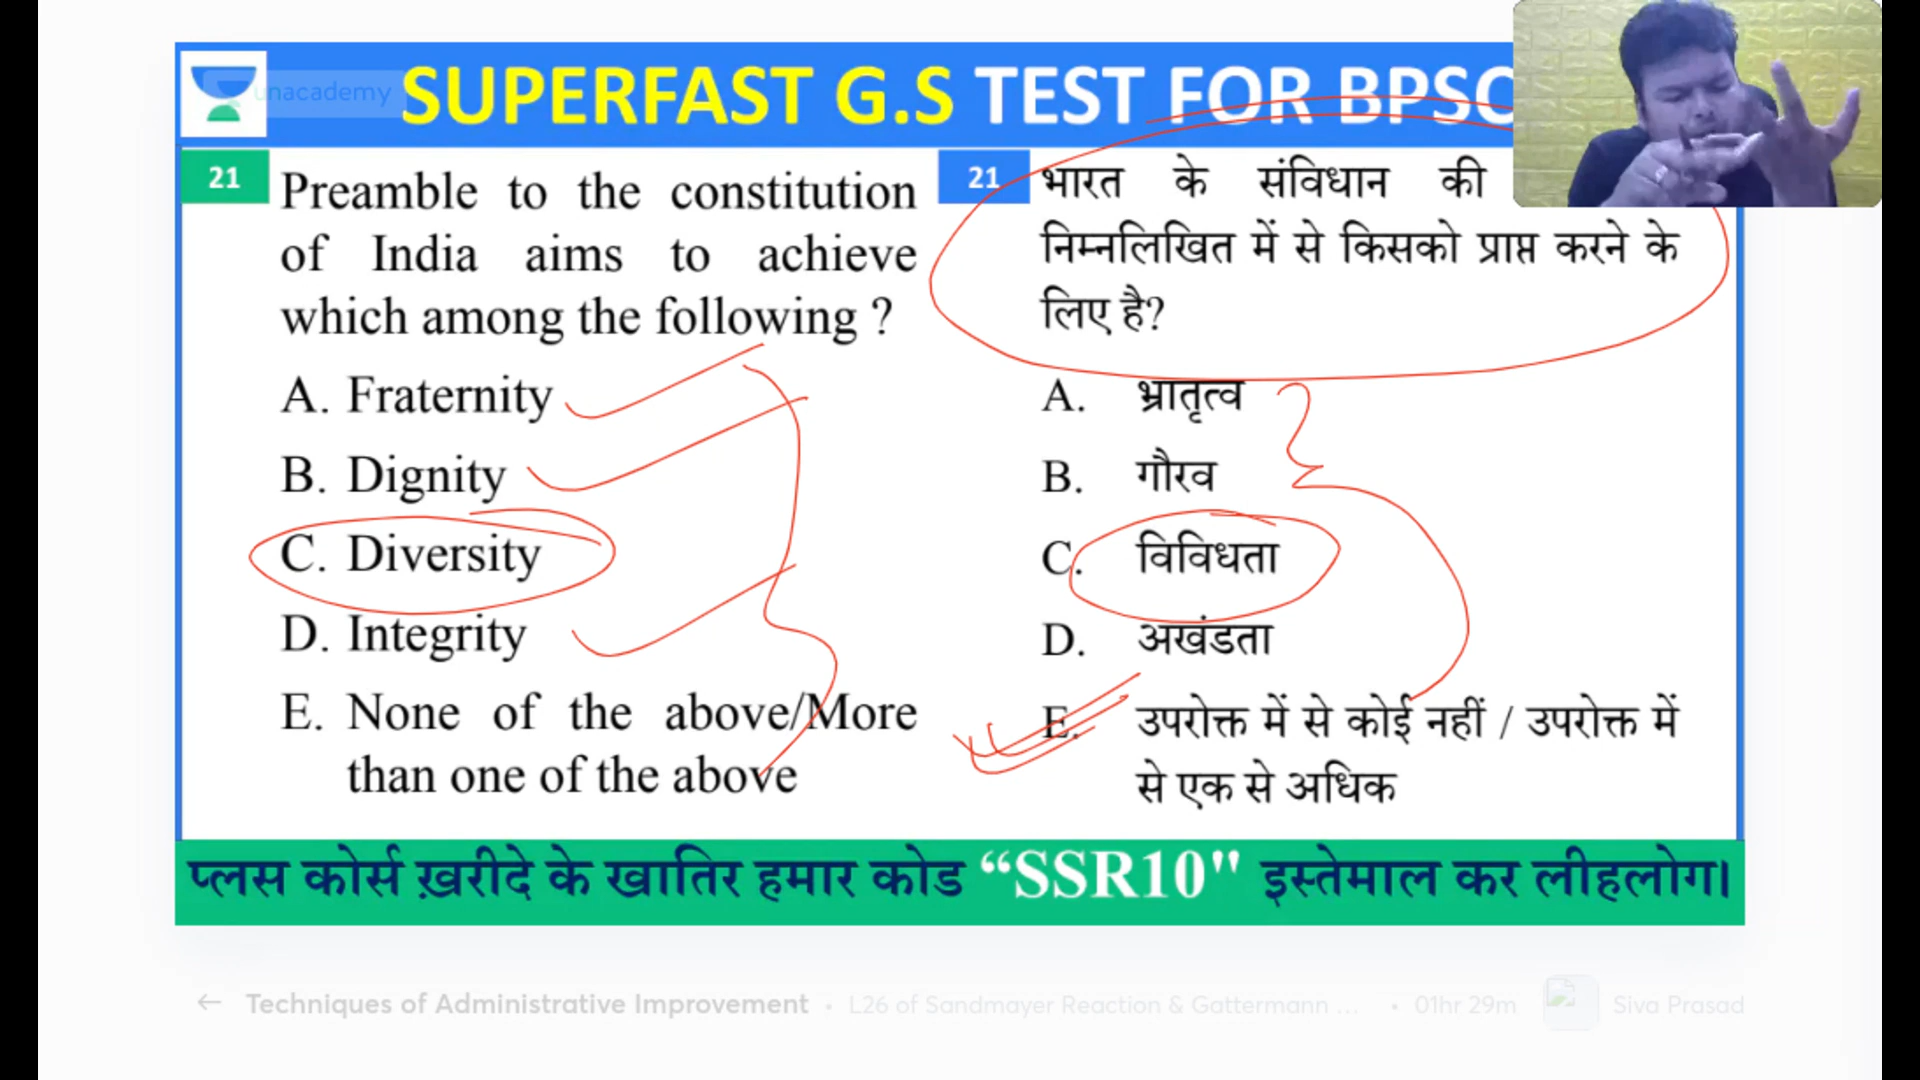 unacademy
SUPERFAST G.S TEST FOR BPSC
21
Preamble to the constitution
of India aims to achieve
which among the following ?
A. Fraternity
B. Dignity
C. Diversity
D. Integrity
E. None of the above/More
than one of the above
21
भारत के संविधान की
निम्नलिखित में से किसको प्राप्त करने के
लिए है?
A. भ्रातृत्व
B. गौरव
C. विविधता
D. अखंडता
E. उपरोक्त में से कोई नहीं / उपरोक्त में
से एक से अधिक
प्लस कोर्स ख़रीदे के खातिर हमार कोड “SSR10" इस्तेमाल कर लीहलोग।
← Techniques of Administrative Improvement • L26 of Sandmayer Reaction & Gattermann ... • 01hr 29m Siva Prasad